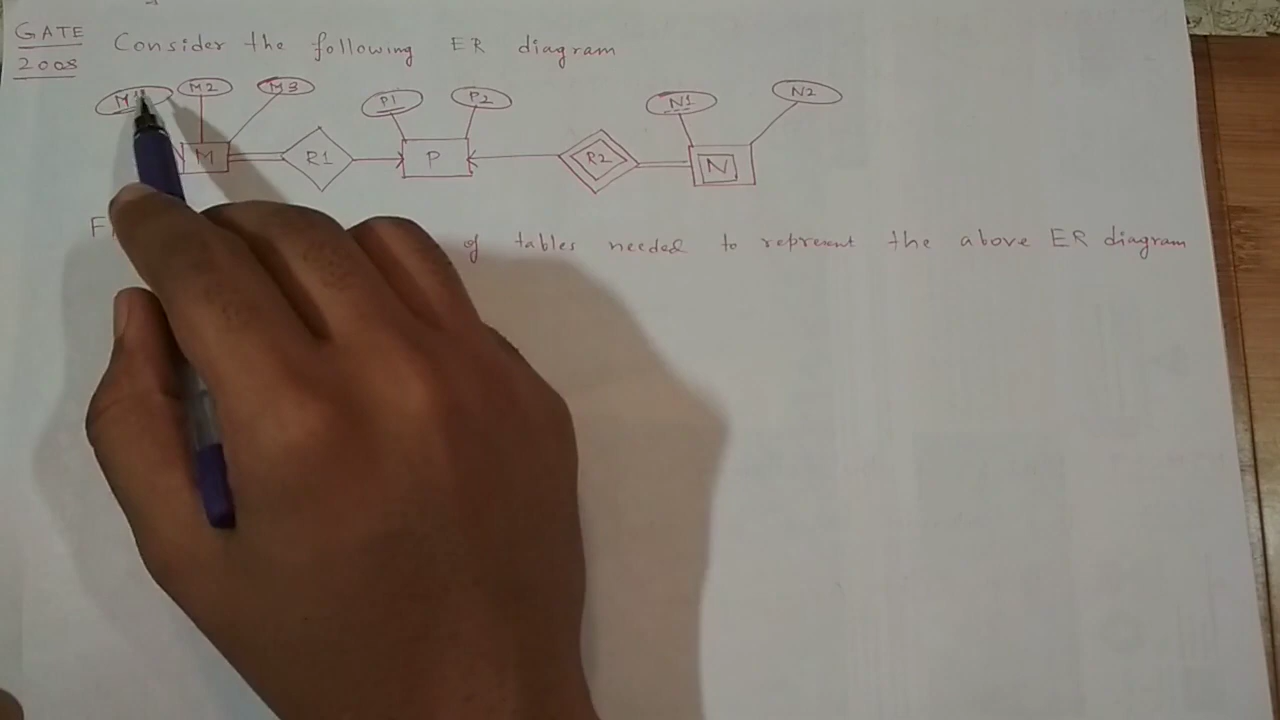 GATE Consider the following ER diagram
2008
M2 M3 P1 P2 N1 N2
M R1 P R2 N
of tables needed to represent the above ER diagram